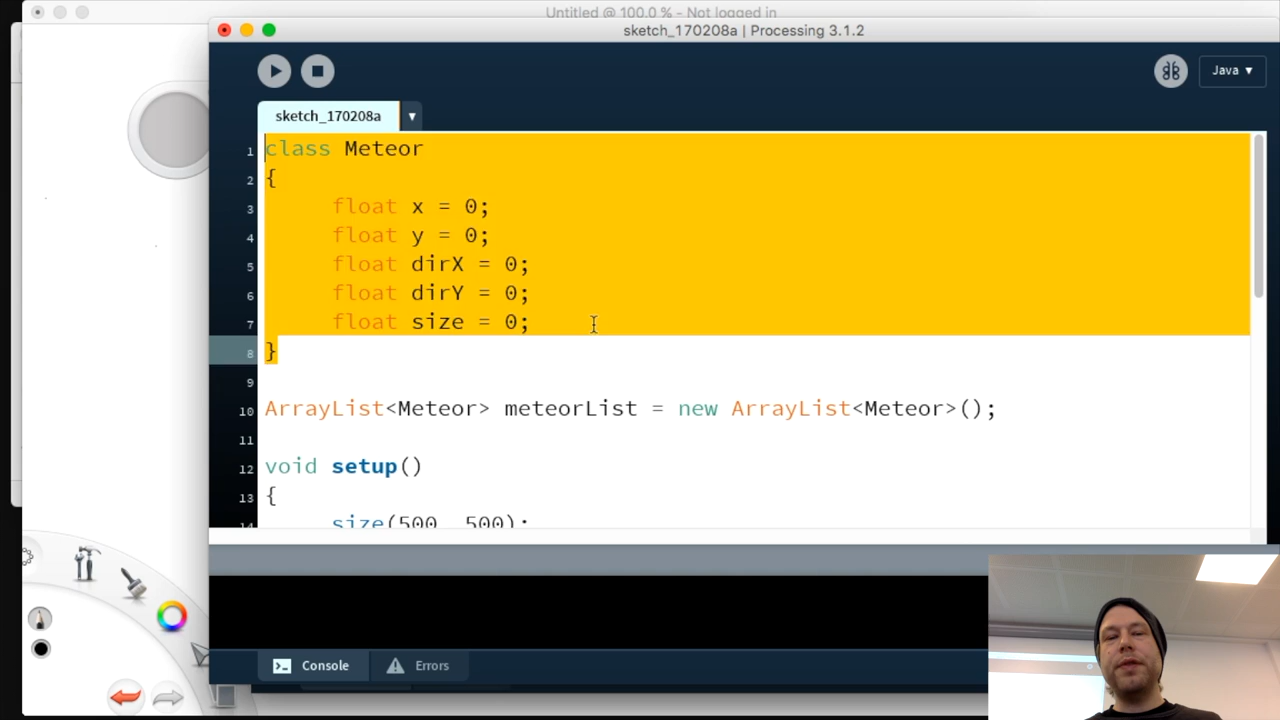 Untitled @ 100.0 % - Not logged in
sketch_170208a | Processing 3.1.2
Java ▾
sketch_170208a ▾
1 class Meteor
2 {
3 float x = 0;
4 float y = 0;
5 float dirX = 0;
6 float dirY = 0;
7 float size = 0;
8 }
9
10 ArrayList<Meteor> meteorList = new ArrayList<Meteor>();
11
12 void setup()
13 {
14 size(500, 500);
Console Errors